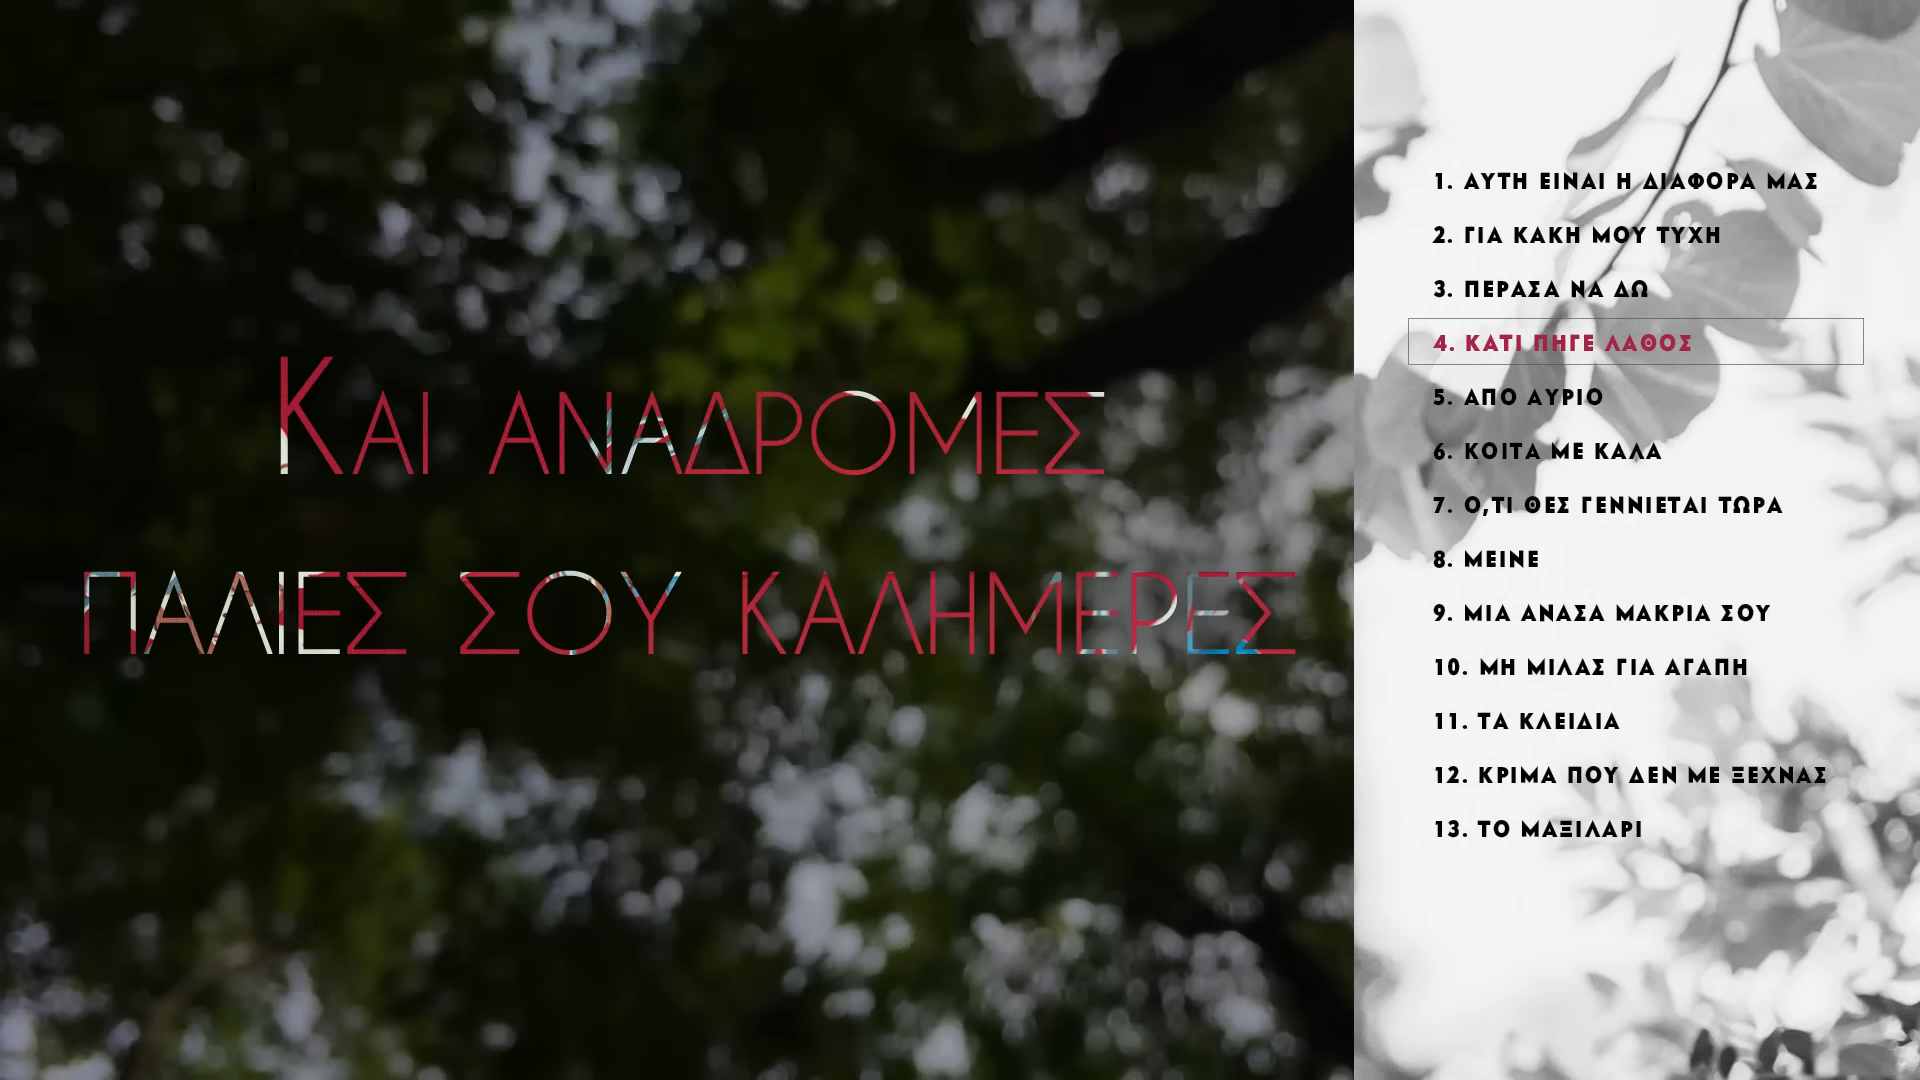 Και αναδρομές
παλιές σου καλημέρες
1. ΑΥΤΗ ΕΙΝΑΙ Η ΔΙΑΦΟΡΑ ΜΑΣ
2. ΓΙΑ ΚΑΚΗ ΜΟΥ ΤΥΧΗ
3. ΠΕΡΑΣΑ ΝΑ ΔΩ
4. ΚΑΤΙ ΠΗΓΕ ΛΑΘΟΣ
5. ΑΠΟ ΑΥΡΙΟ
6. ΚΟΙΤΑ ΜΕ ΚΑΛΑ
7. Ο,ΤΙ ΘΕΣ ΓΕΝΝΙΕΤΑΙ ΤΩΡΑ
8. ΜΕΙΝΕ
9. ΜΙΑ ΑΝΑΣΑ ΜΑΚΡΙΑ ΣΟΥ
10. ΜΗ ΜΙΛΑΣ ΓΙΑ ΑΓΑΠΗ
11. ΤΑ ΚΛΕΙΔΙΑ
12. ΚΡΙΜΑ ΠΟΥ ΔΕΝ ΜΕ ΞΕΧΝΑΣ
13. ΤΟ ΜΑΞΙΛΑΡΙ